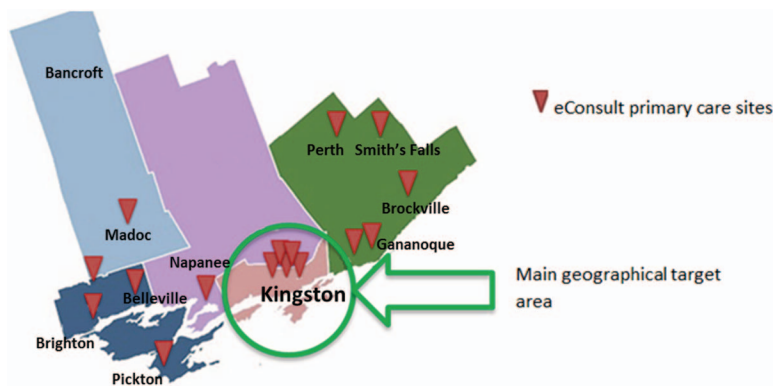 Bancroft
eConsult primary care sites
Perth
Smith's Falls
Brockville
Madoc
Gananoque
Napanee
Main geographical target
area
Belleville
Kingston
Brighton
Pickton